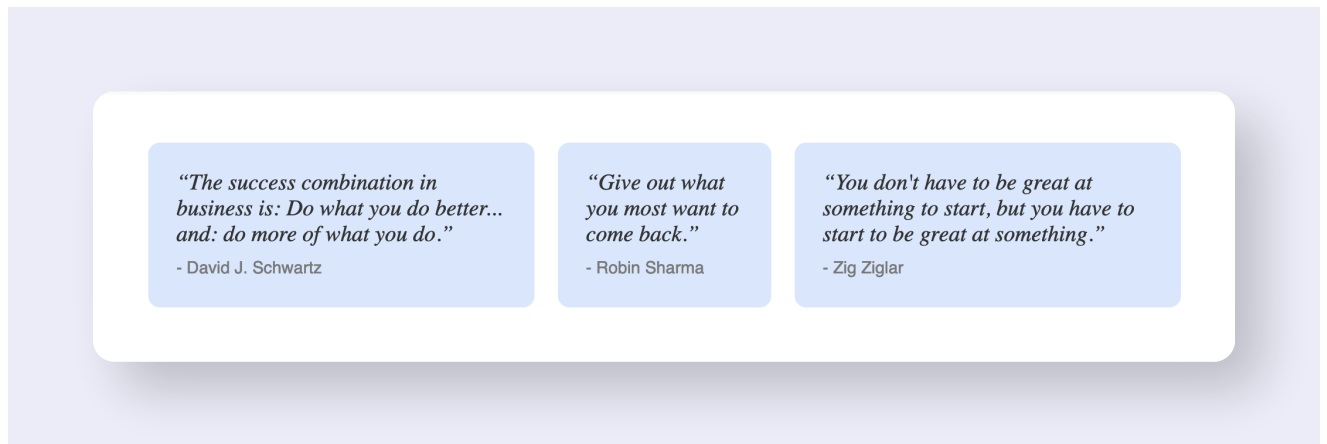 “The success combination in
business is: Do what you do better...
and: do more of what you do.”
- David J. Schwartz
“Give out what
you most want to
come back.”
- Robin Sharma
“You don't have to be great at
something to start, but you have to
start to be great at something.”
- Zig Ziglar